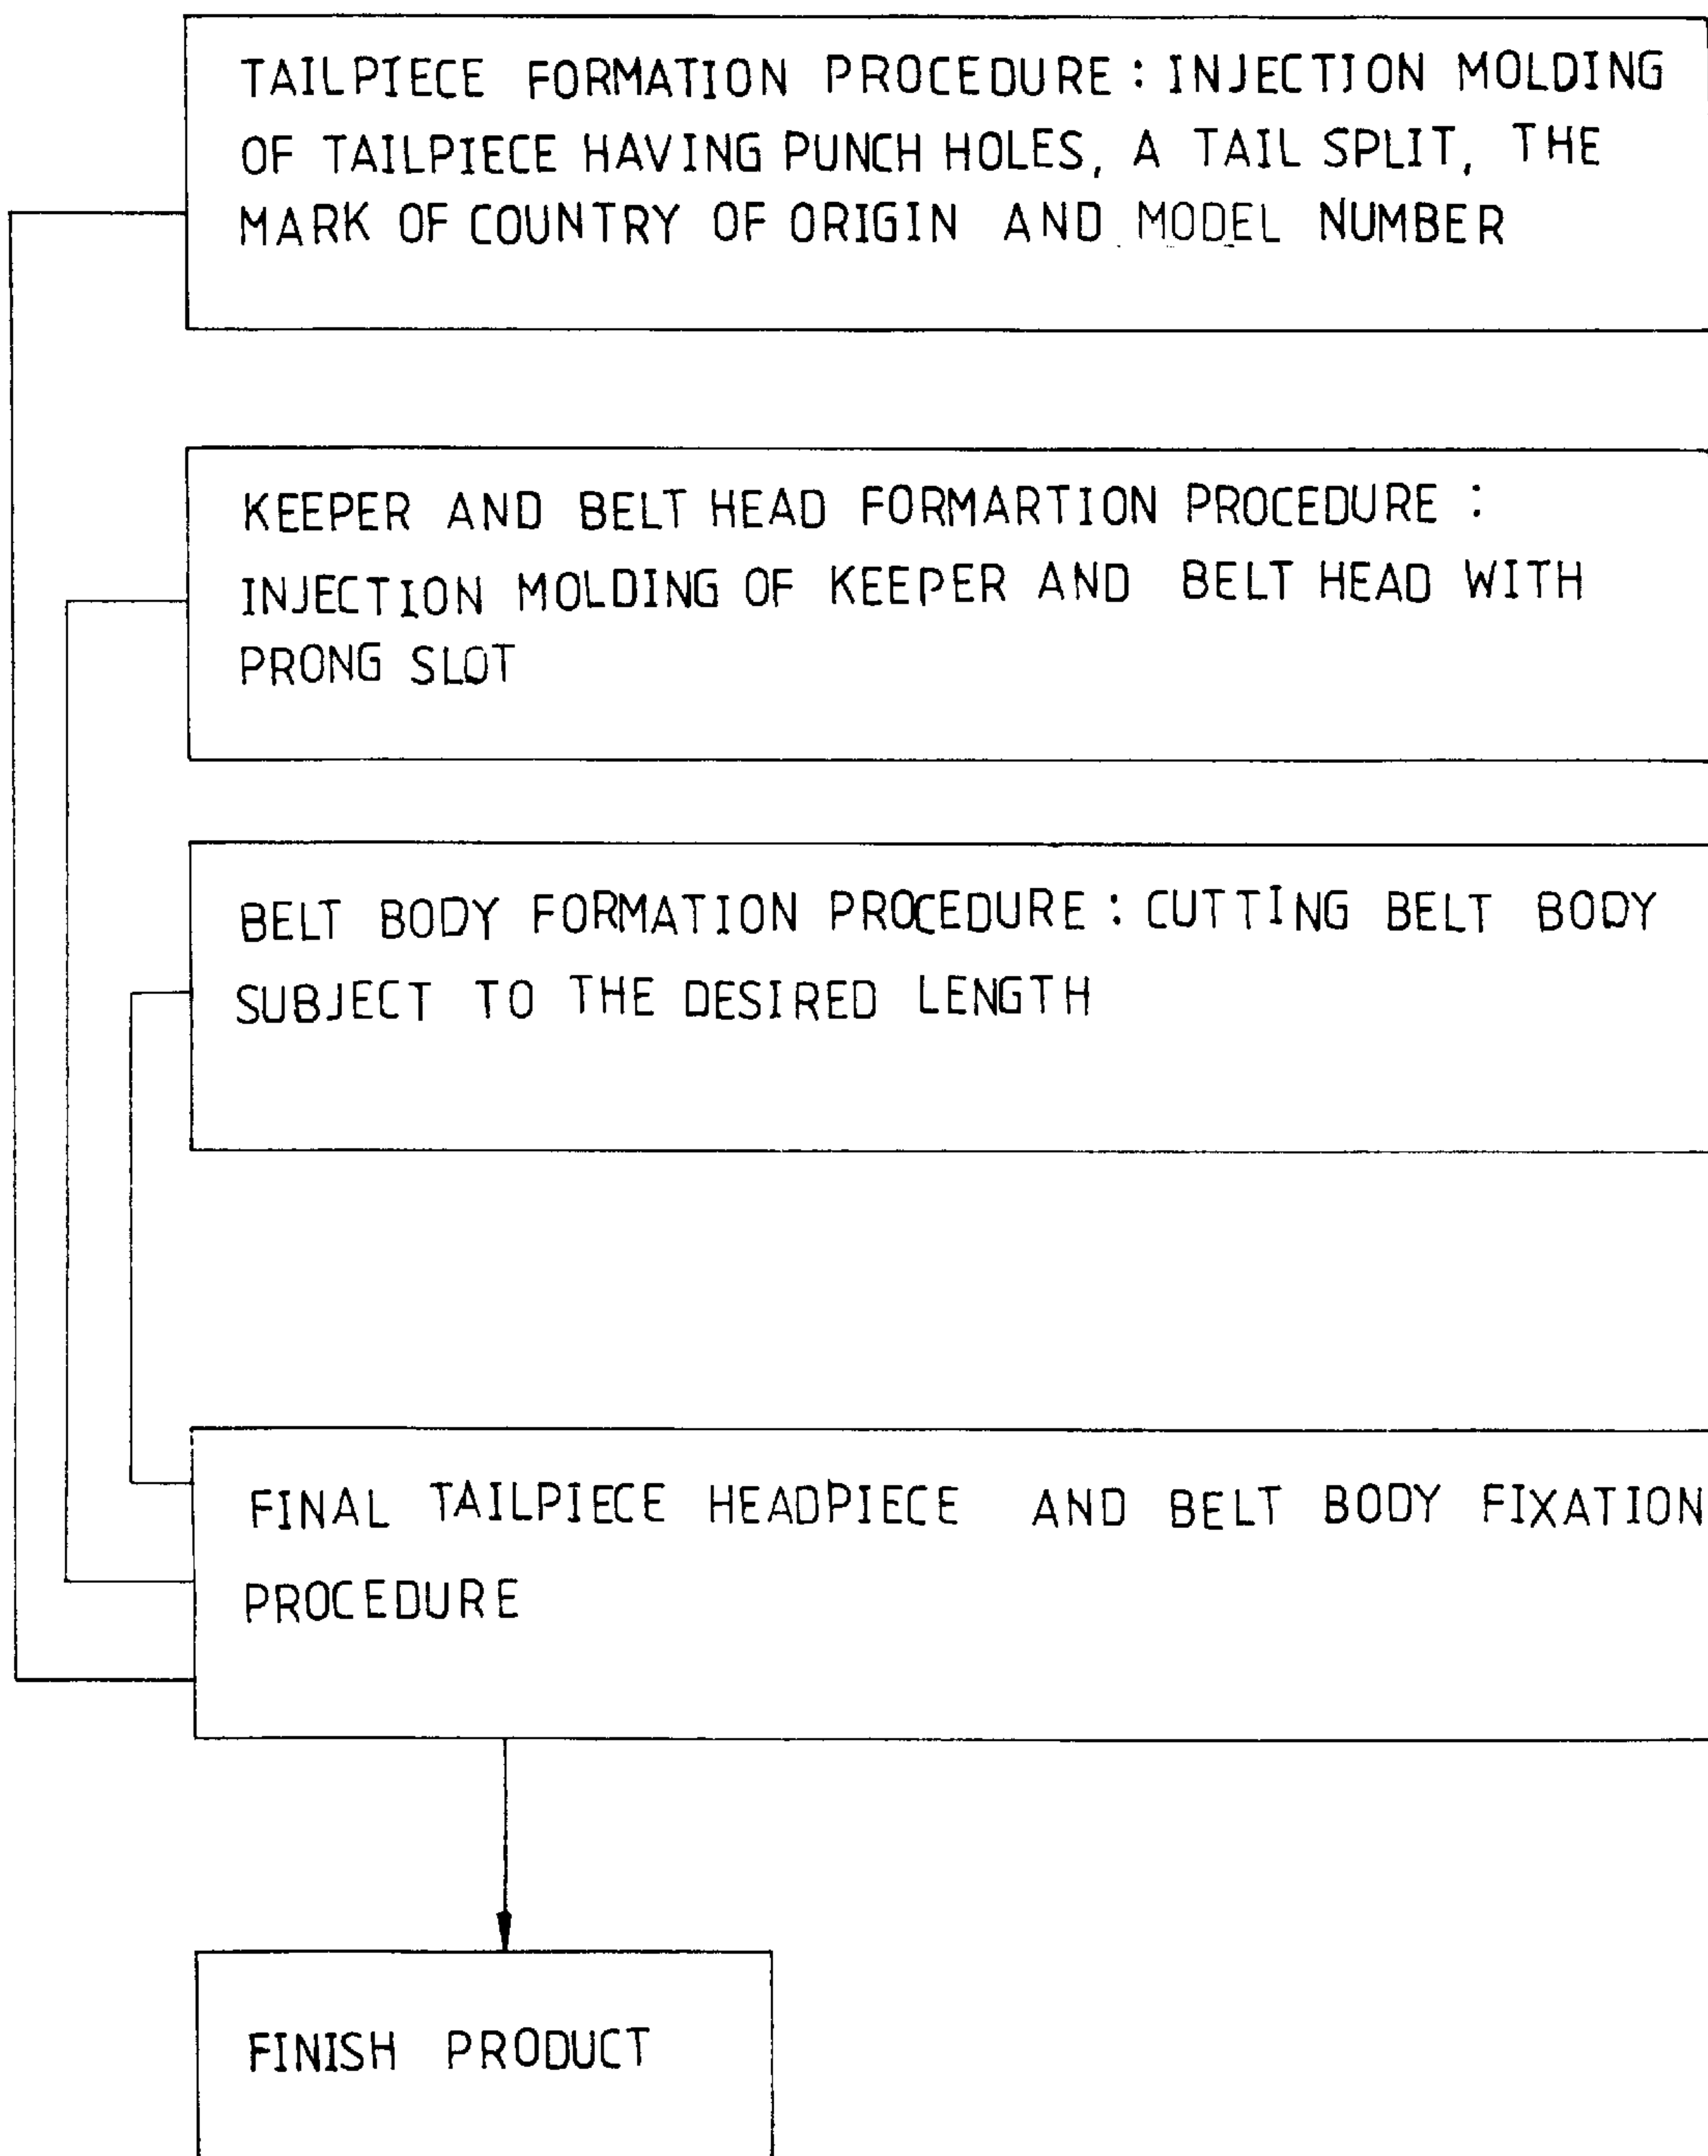 TAILPIECE FORMATION PROCEDURE : INJECTION MOLDING
OF TAILPIECE HAVING PUNCH HOLES, A TAIL SPLIT, THE
MARK OF COUNTRY OF ORIGIN AND MODEL NUMBER
KEEPER AND BELT HEAD FORMARTION PROCEDURE :
INJECTION MOLDING OF KEEPER AND BELT HEAD WITH
PRONG SLOT
BELT BODY FORMATION PROCEDURE : CUTTING BELT BODY
SUBJECT TO THE DESIRED LENGTH
FINAL TAILPIECE HEADPIECE AND BELT BODY FIXATION
PROCEDURE
FINISH PRODUCT